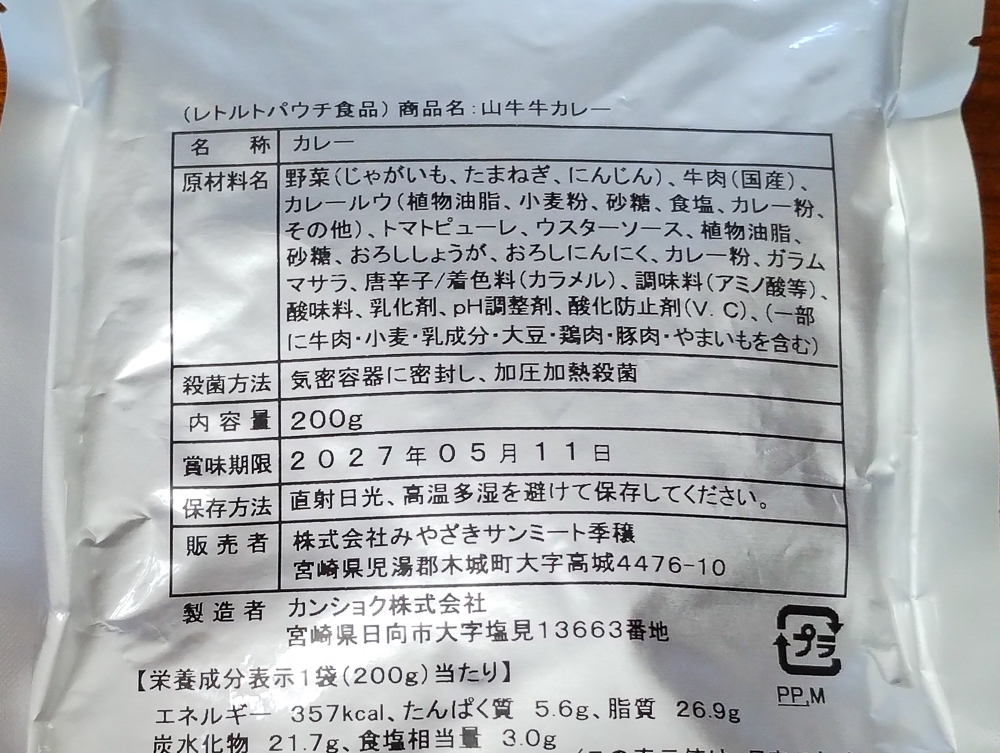 (レトルトパウチ食品)商品名:山牛牛カレー
名称 カレー
原材料名 野菜(じゃがいも、たまねぎ、にんじん)、牛肉(国産)、
カレールウ(植物油脂、小麦粉、砂糖、食塩、カレー粉、
その他)、トマトピューレ、ウスターソース、植物油脂、
砂糖、おろししょうが、おろしにんにく、カレー粉、ガラム
マサラ、唐辛子/着色料(カラメル)、調味料(アミノ酸等)、
酸味料、乳化剤、pH調整剤、酸化防止剤(V.C)、(一部
に牛肉・小麦・乳成分・大豆・鶏肉・豚肉・やまいもを含む)
殺菌方法 気密容器に密封し、加圧加熱殺菌
内容量 200g
賞味期限 2027年05月11日
保存方法 直射日光、高温多湿を避けて保存してください。
販売者 株式会社みやざきサンミート季穣
宮崎県児湯郡木城町大字高城4476-10
製造者 カンショク株式会社
宮崎県日向市大字塩見13663番地
プラ
PP,M
【栄養成分表示1袋(200g)当たり】
エネルギー 357kcal、たんぱく質 5.6g、脂質 26.9g
炭水化物 21.7g、食塩相当量 3.0g